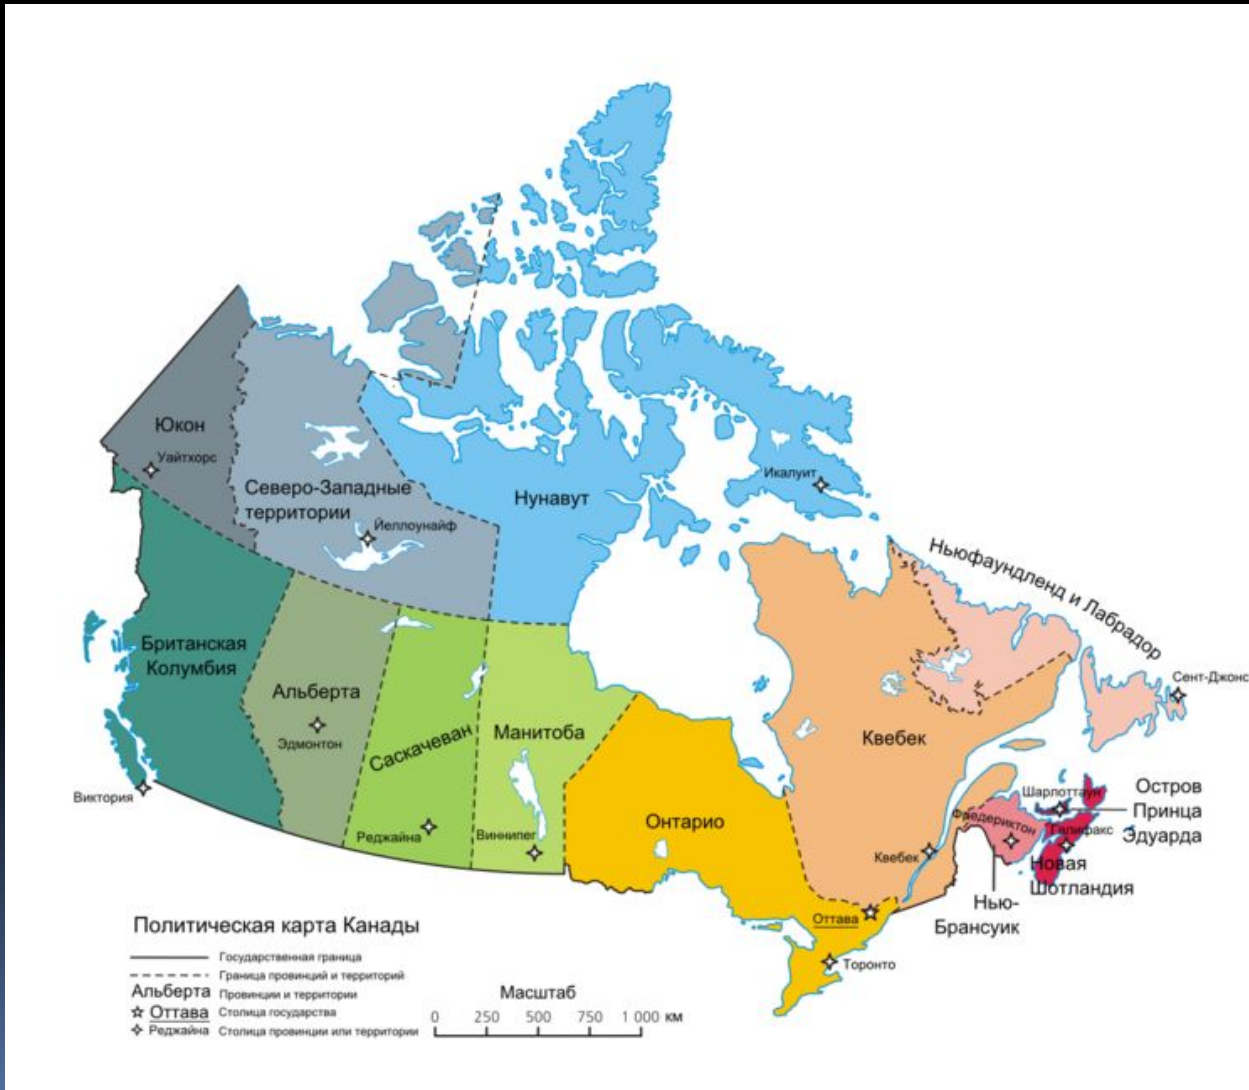 Юкон
Уайтхорс
Северо-Западные
территории
Йеллоунайф
Нунавут
Икалуит
Ньюфаундленд и Лабрадор
Сент-Джонс
Британская
Колумбия
Альберта
Эдмонтон
Саскачеван
Реджайна
Манитоба
Виннипег
Виктория
Онтарио
Квебек
Квебек
Шарлоттаун
Остров
Принца
Эдуарда
Фредериктон
Галифакс
Новая
Шотландия
Нью-
Брансуик
Оттава
Торонто
Политическая карта Канады
Государственная граница
Граница провинций и территорий
Альберта Провинции и территории
Оттава Столица государства
Реджайна Столица провинции или территории
Масштаб
0 250 500 750 1 000 км